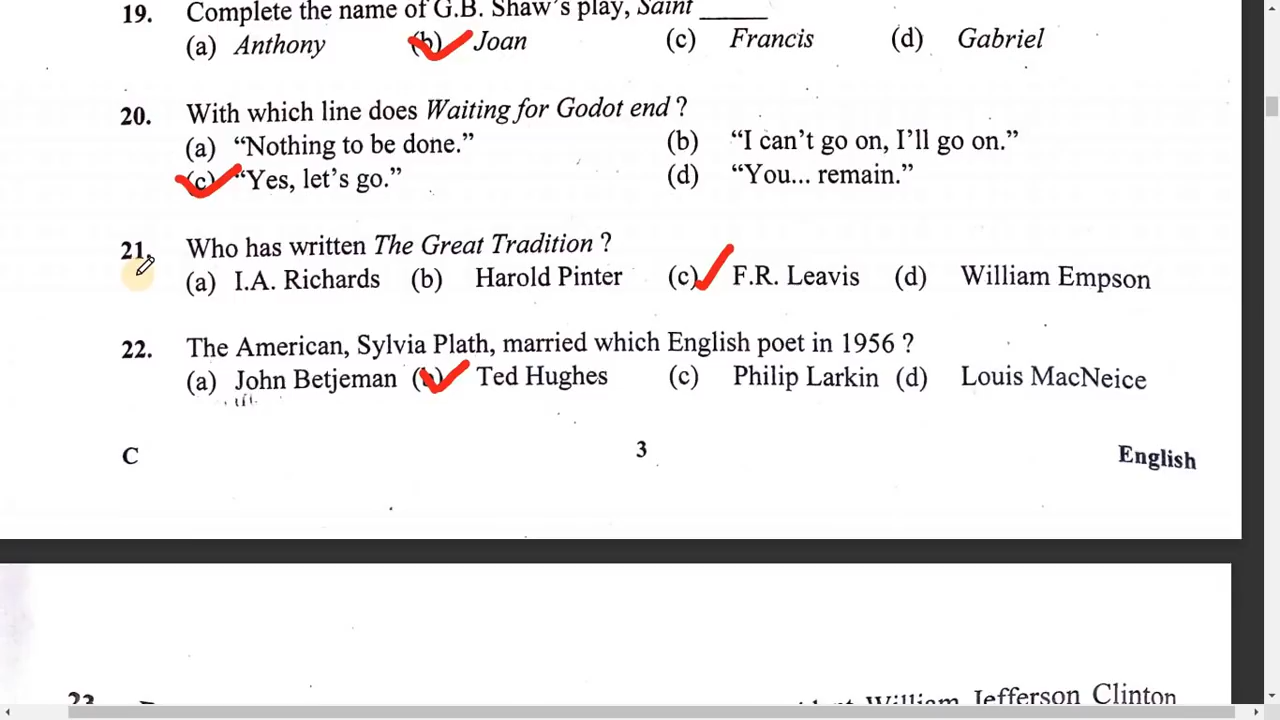 19. Complete the name of G.B. Shaw's play, Saint _____
(a) Anthony (b) Joan (c) Francis (d) Gabriel
20. With which line does Waiting for Godot end ?
(a) "Nothing to be done." (b) "I can't go on, I'll go on."
(c) "Yes, let's go." (d) "You... remain."
21. Who has written The Great Tradition ?
(a) I.A. Richards (b) Harold Pinter (c) F.R. Leavis (d) William Empson
22. The American, Sylvia Plath, married which English poet in 1956 ?
(a) John Betjeman (b) Ted Hughes (c) Philip Larkin (d) Louis MacNeice
C 3 English
23 William Jefferson Clinton